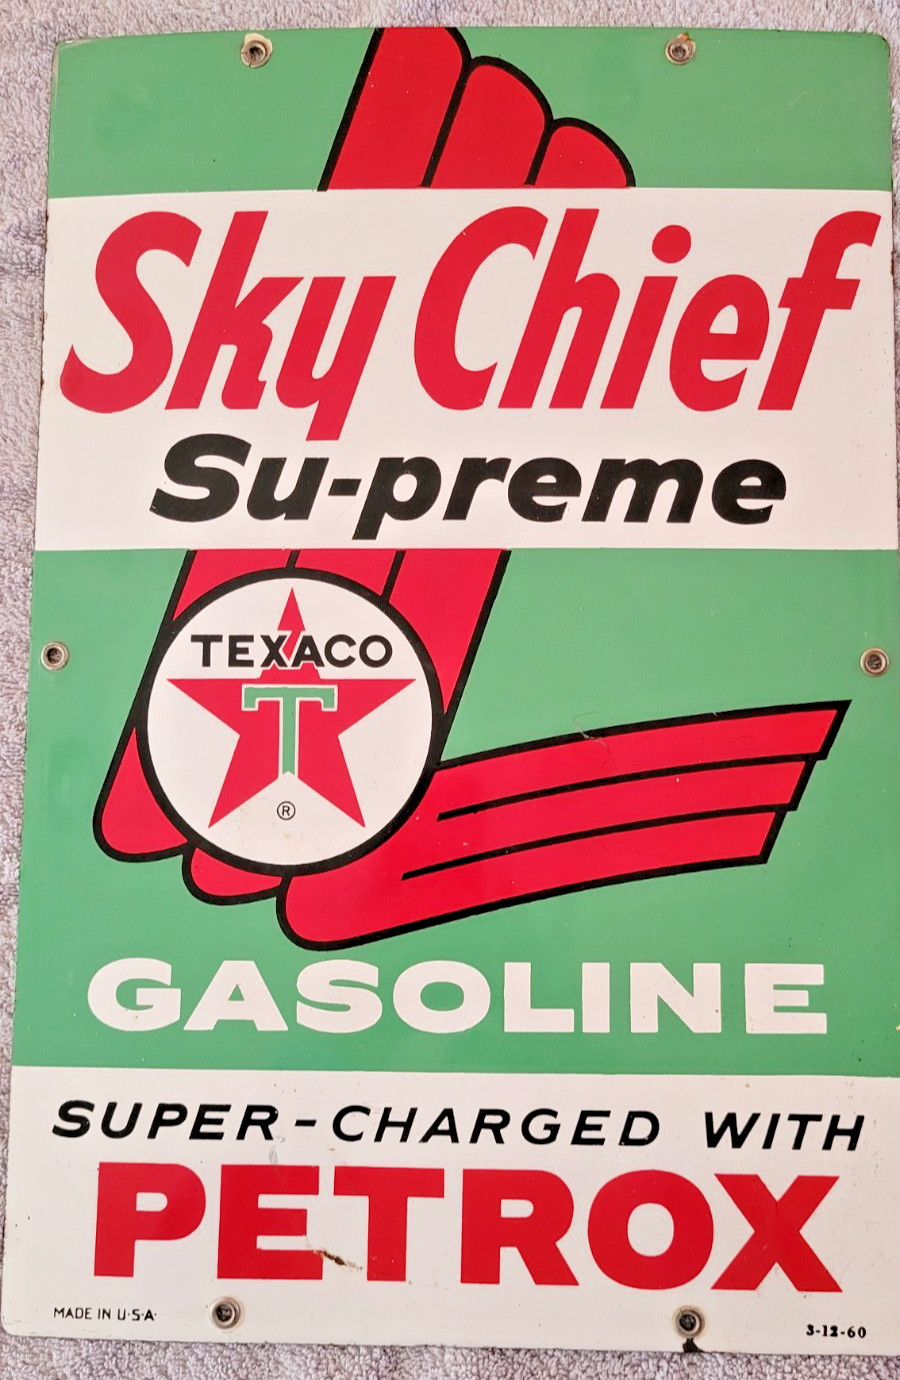 Sky Chief
Su-preme
TEXACO
T
®
GASOLINE
SUPER-CHARGED WITH
PETROX
MADE IN U·S·A·
3-12-60